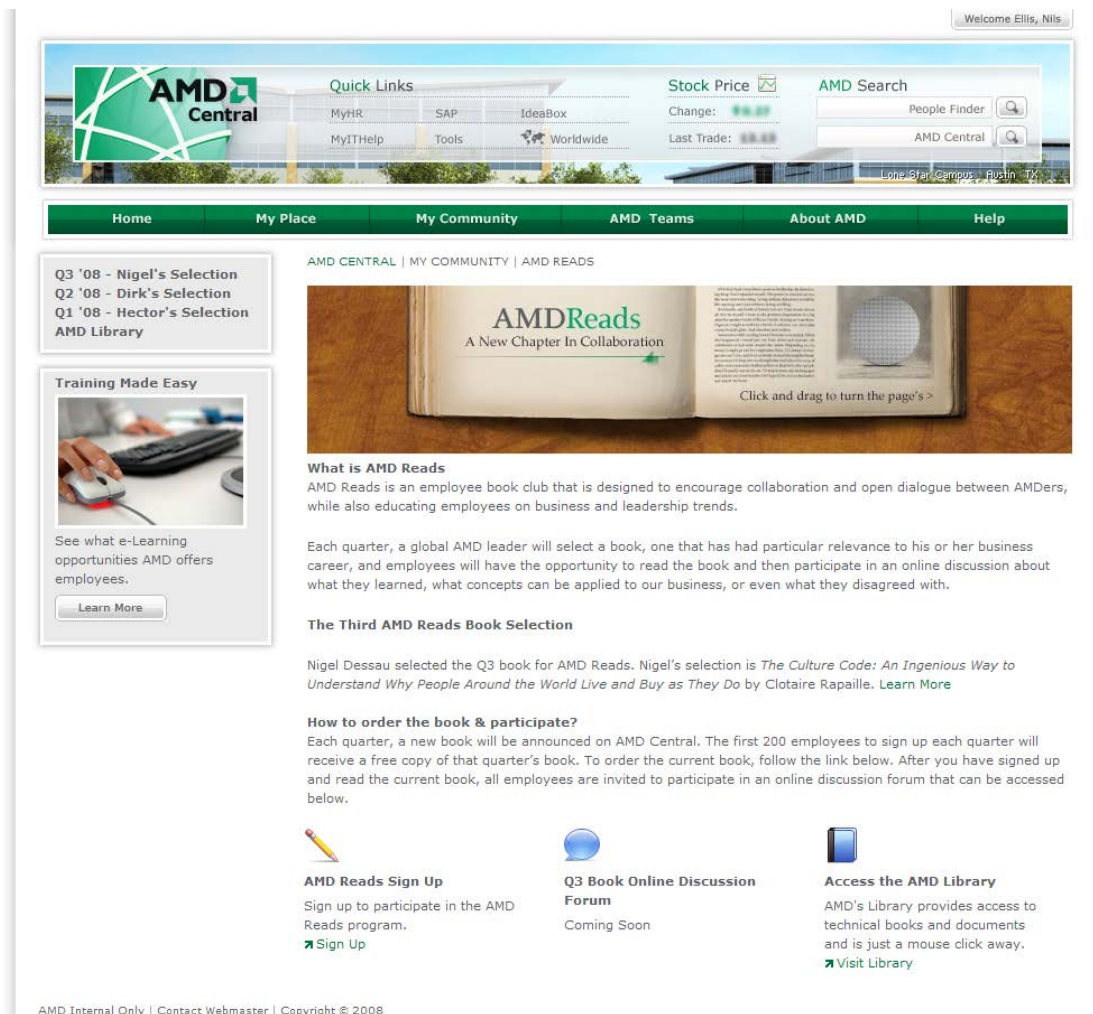 Welcome Ellis, Nils
AMD
Central
Quick Links
MyHR SAP IdeaBox
MyITHelp Tools Worldwide
Stock Price
Change:
Last Trade:
AMD Search
People Finder
AMD Central
Lone Star Campus Austin TX
Home My Place My Community AMD Teams About AMD Help
Q3 '08 - Nigel's Selection
Q2 '08 - Dirk's Selection
Q1 '08 - Hector's Selection
AMD Library
Training Made Easy
See what e-Learning
opportunities AMD offers
employees.
Learn More
AMD CENTRAL | MY COMMUNITY | AMD READS
AMDReads
A New Chapter In Collaboration
Click and drag to turn the page's >
What is AMD Reads
AMD Reads is an employee book club that is designed to encourage collaboration and open dialogue between AMDers,
while also educating employees on business and leadership trends.
Each quarter, a global AMD leader will select a book, one that has had particular relevance to his or her business
career, and employees will have the opportunity to read the book and then participate in an online discussion about
what they learned, what concepts can be applied to our business, or even what they disagreed with.
The Third AMD Reads Book Selection
Nigel Dessau selected the Q3 book for AMD Reads. Nigel's selection is The Culture Code: An Ingenious Way to
Understand Why People Around the World Live and Buy as They Do by Clotaire Rapaille. Learn More
How to order the book & participate?
Each quarter, a new book will be announced on AMD Central. The first 200 employees to sign up each quarter will
receive a free copy of that quarter's book. To order the current book, follow the link below. After you have signed up
and read the current book, all employees are invited to participate in an online discussion forum that can be accessed
below.
AMD Reads Sign Up
Sign up to participate in the AMD
Reads program.
Sign Up
Q3 Book Online Discussion
Forum
Coming Soon
Access the AMD Library
AMD's Library provides access to
technical books and documents
and is just a mouse click away.
Visit Library
AMD Internal Only | Contact Webmaster | Copyright © 2008